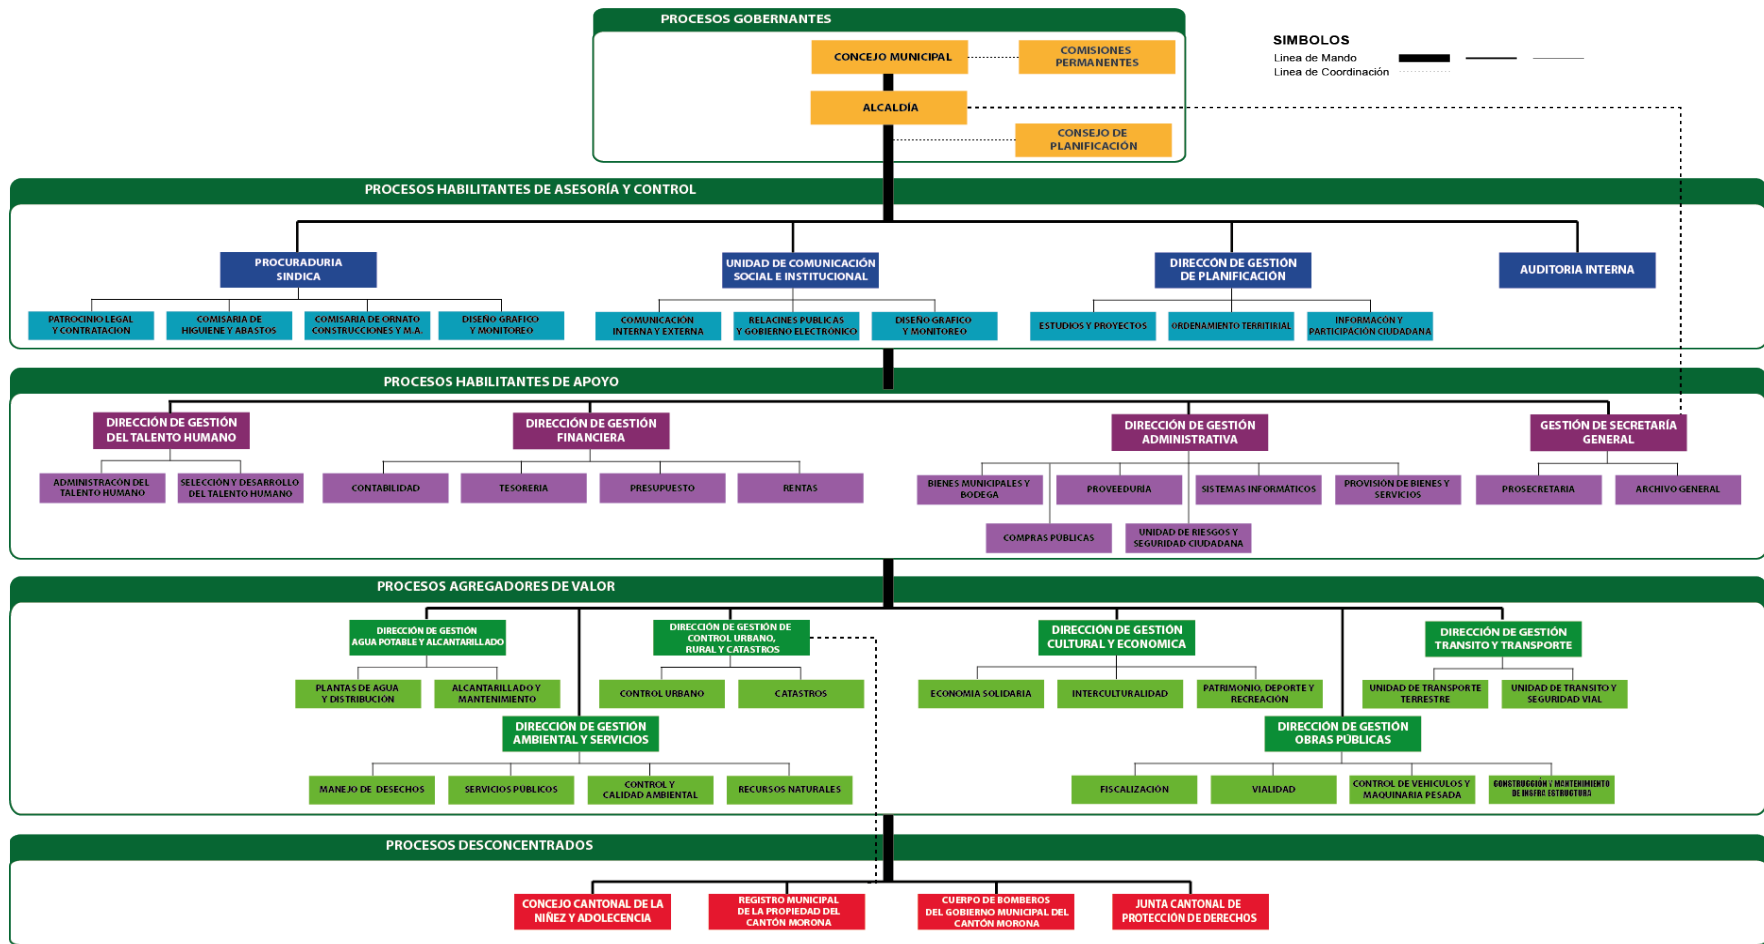 PROCESOS GOBERNANTES
CONCEJO MUNICIPAL
COMISIONES
PERMANENTES
ALCALDÍA
CONSEJO DE
PLANIFICACIÓN
SIMBOLOS
Linea de Mando
Linea de Coordinación
PROCESOS HABILITANTES DE ASESORÍA Y CONTROL
PROCURADURIA
SINDICA
UNIDAD DE COMUNICACIÓN
SOCIAL E INSTITUCIONAL
DIRECCÓN DE GESTIÓN
DE PLANIFICACIÓN
AUDITORIA INTERNA
PATROCINIO LEGAL
Y CONTRATACION
COMISARIA DE
HIGUIENE Y ABASTOS
COMISARIA DE ORNATO
CONSTRUCCIONES Y M.A.
DISEÑO GRAFICO
Y MONITOREO
COMUNICACIÓN
INTERNA Y EXTERNA
RELACINES PUBLICAS
Y GOBIERNO ELECTRÓNICO
DISEÑO GRAFICO
Y MONITOREO
ESTUDIOS Y PROYECTOS
ORDENAMIENTO TERRITIRIAL
INFORMACÓN Y
PARTICIPACIÓN CIUDADANA
PROCESOS HABILITANTES DE APOYO
DIRECCIÓN DE GESTIÓN
DEL TALENTO HUMANO
DIRECCIÓN DE GESTIÓN
FINANCIERA
DIRECCIÓN DE GESTIÓN
ADMINISTRATIVA
GESTIÓN DE SECRETARÍA
GENERAL
ADMINISTRACÓN DEL
TALENTO HUMANO
SELECCIÓN Y DESARROLLO
DEL TALENTO HUMANO
CONTABILIDAD
TESORERIA
PRESUPUESTO
RENTAS
BIENES MUNICIPALES Y
BODEGA
PROVEEDURÍA
SISTEMAS INFORMÁTICOS
PROVISIÓN DE BIENES Y
SERVICIOS
PROSECRETARIA
ARCHIVO GENERAL
COMPRAS PÚBLICAS
UNIDAD DE RIESGOS Y
SEGURIDAD CIUDADANA
PROCESOS AGREGADORES DE VALOR
DIRECCIÓN DE GESTIÓN
AGUA POTABLE Y ALCANTARILLADO
DIRECCIÓN DE GESTIÓN DE
CONTROL URBANO,
RURAL Y CATASTROS
DIRECCIÓN DE GESTIÓN
CULTURAL Y ECONOMICA
DIRECCIÓN DE GESTIÓN
TRANSITO Y TRANSPORTE
PLANTAS DE AGUA
Y DISTRIBUCIÓN
ALCANTARILLADO Y
MANTENIMIENTO
CONTROL URBANO
CATASTROS
ECONOMIA SOLIDARIA
INTERCULTURALIDAD
PATRIMONIO, DEPORTE Y
RECREACIÓN
UNIDAD DE TRANSPORTE
TERRESTRE
UNIDAD DE TRANSITO Y
SEGURIDAD VIAL
DIRECCIÓN DE GESTIÓN
AMBIENTAL Y SERVICIOS
DIRECCIÓN DE GESTIÓN
OBRAS PÚBLICAS
MANEJO DE DESECHOS
SERVICIOS PÚBLICOS
CONTROL Y
CALIDAD AMBIENTAL
RECURSOS NATURALES
FISCALIZACIÓN
VIALIDAD
CONTROL DE VEHICULOS Y
MAQUINARIA PESADA
CONSTRUCCIÓN Y MANTENIMIENTO
DE INSFRA ESTRUCTURA
PROCESOS DESCONCENTRADOS
CONCEJO CANTONAL DE LA
NIÑEZ Y ADOLECENCIA
REGISTRO MUNICIPAL
DE LA PROPIEDAD DEL
CANTÓN MORONA
CUERPO DE BOMBEROS
DEL GOBIERNO MUNICIPAL DEL
CANTÓN MORONA
JUNTA CANTONAL DE
PROTECCIÓN DE DERECHOS